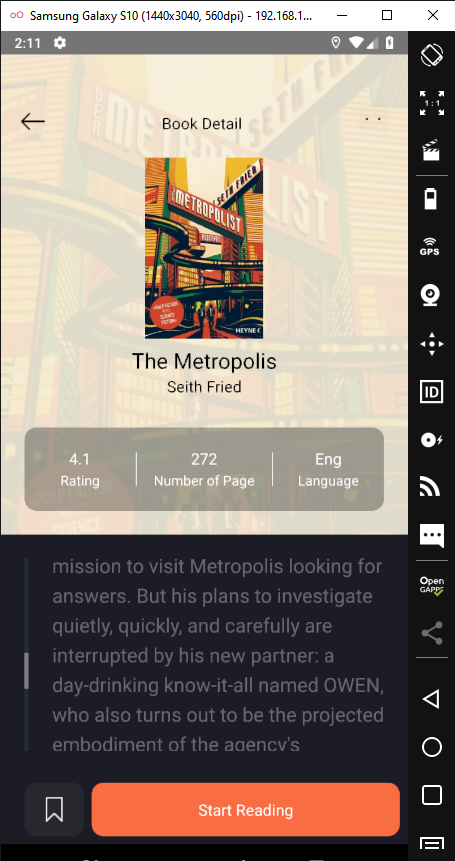 Samsung Galaxy S10 (1440x3040, 560dpi) - 192.168.1...
2:11
Book Detail
SETH FRIED
METROPOLIST
HEYNE <
The Metropolis
Seith Fried
4.1 272 Eng
Rating Number of Page Language
mission to visit Metropolis looking for
answers. But his plans to investigate
quietly, quickly, and carefully are
interrupted by his new partner: a
day-drinking know-it-all named OWEN,
who also turns out to be the projected
embodiment of the agency's
Start Reading
1:1
GPS
ID
Open
GAPPS